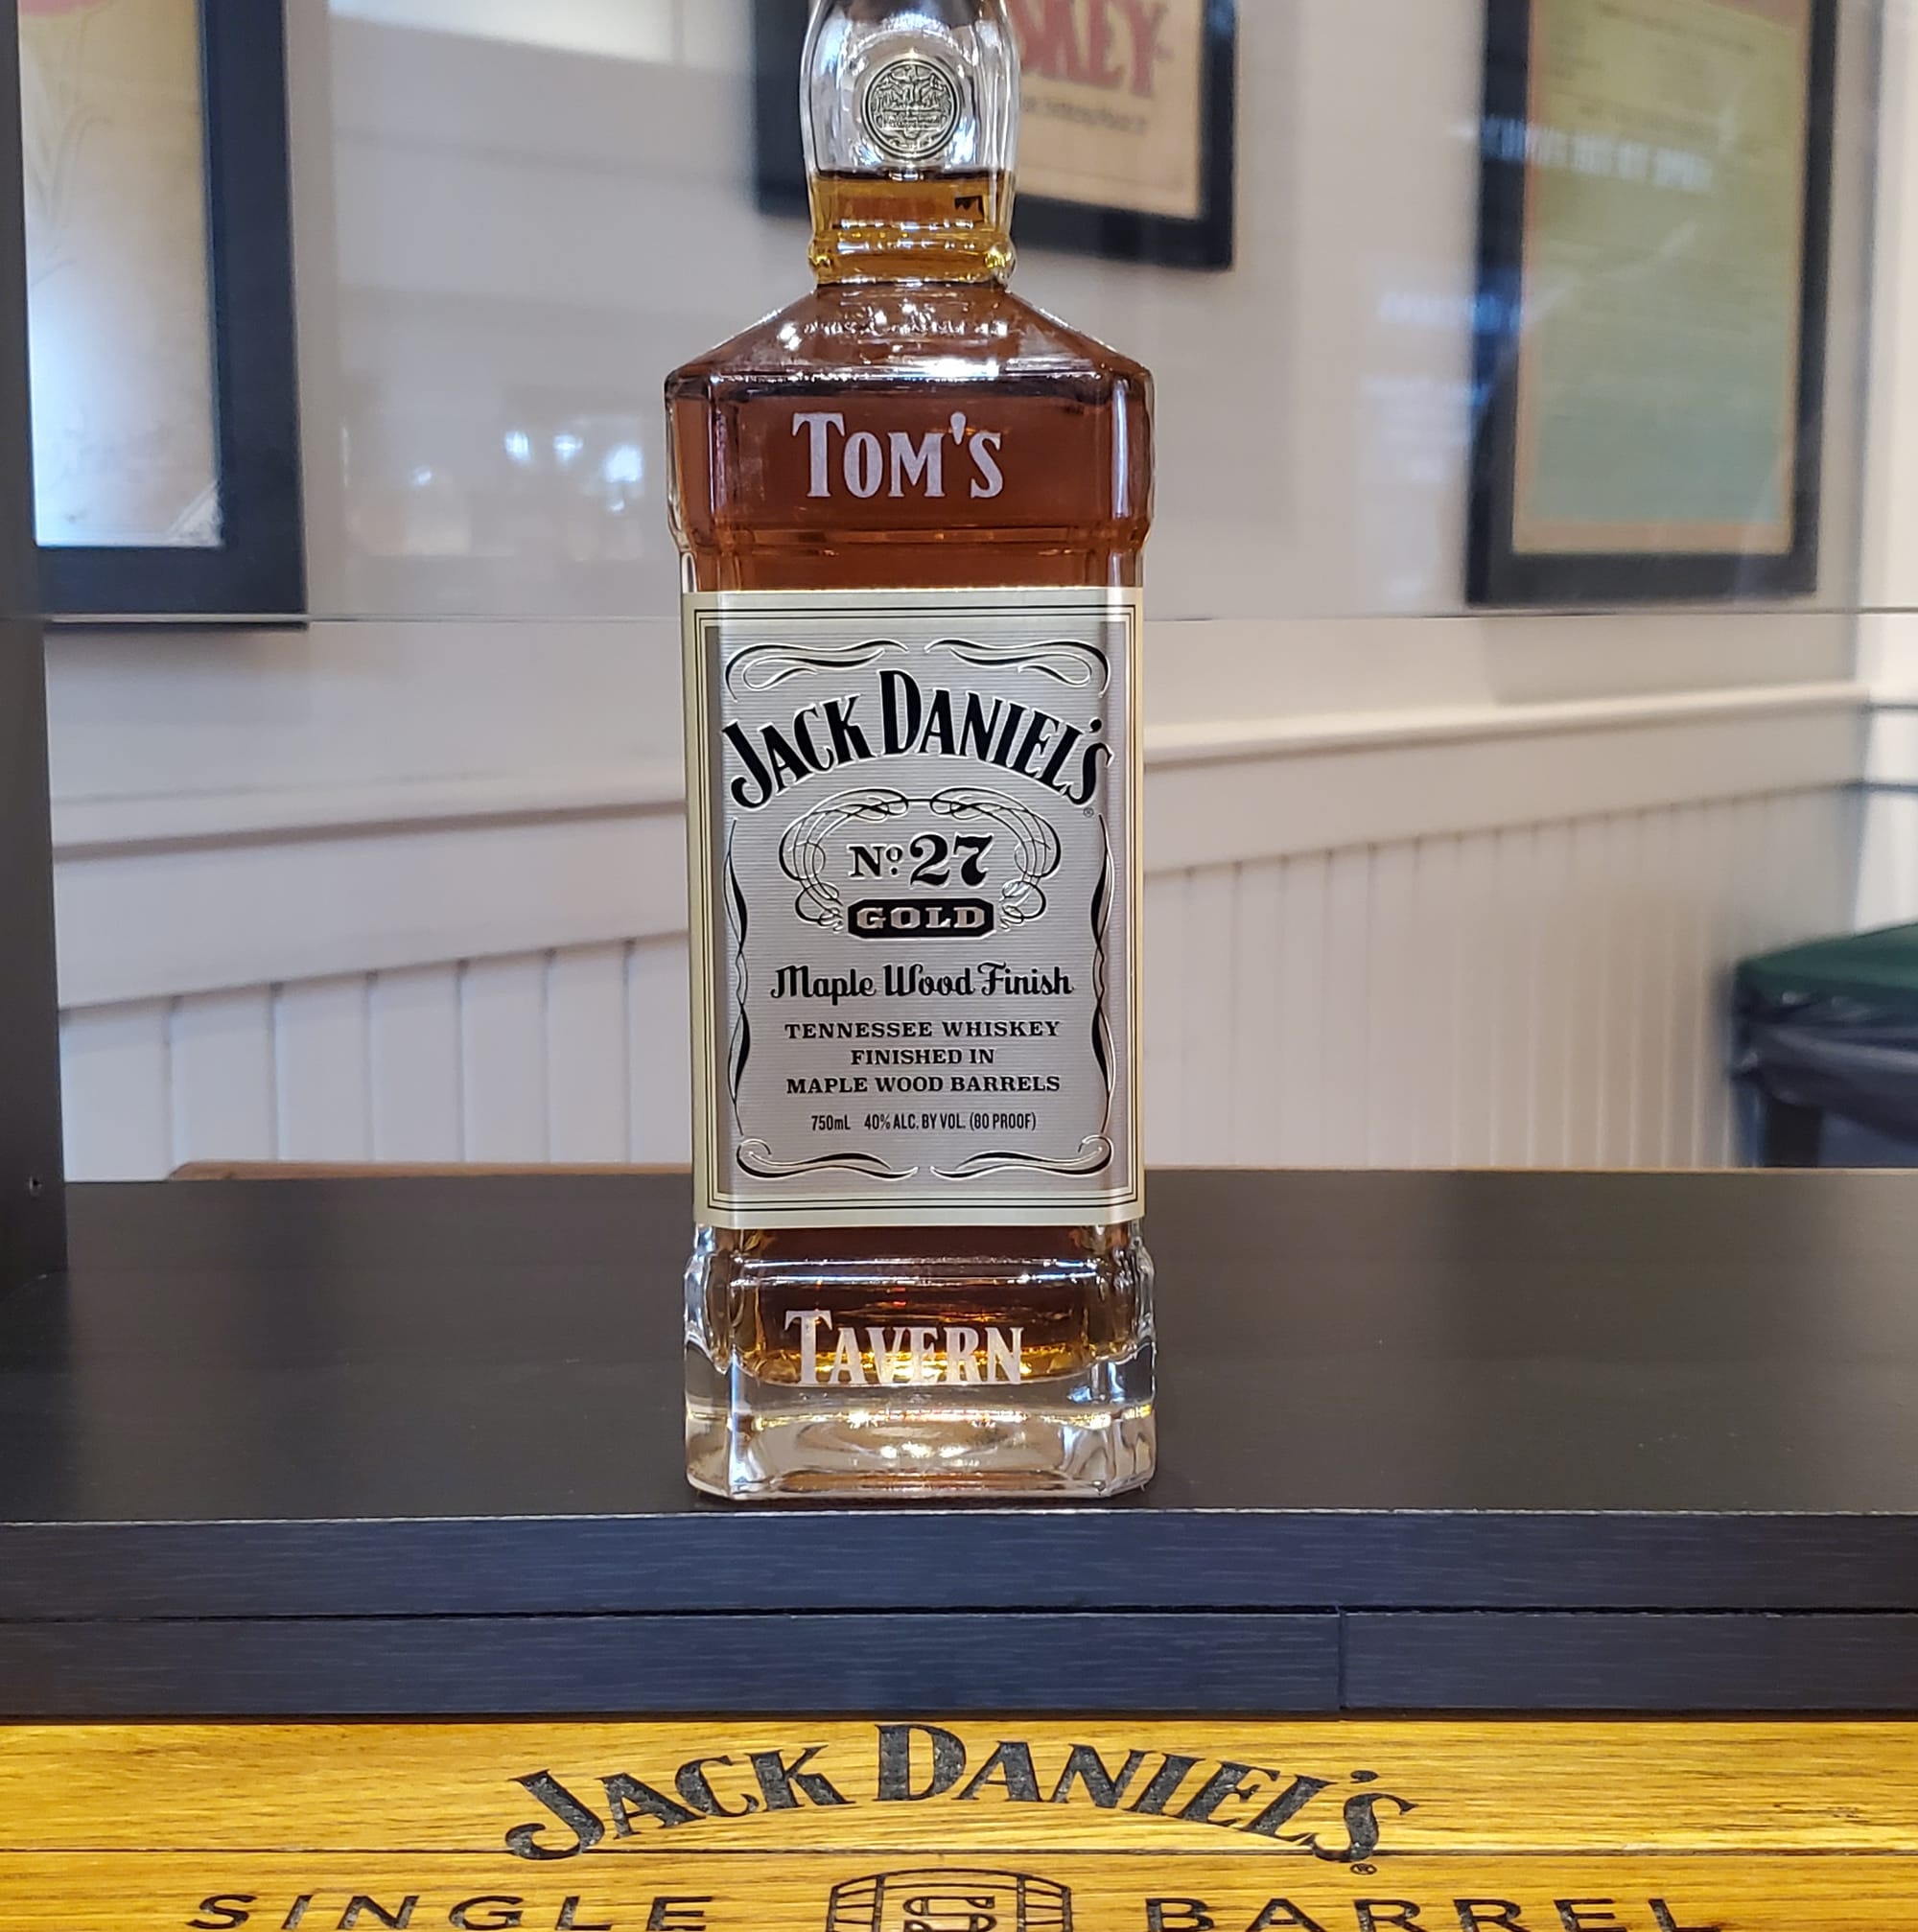 SKEY
TOM'S
JACK DANIEL'S
Nº 27
GOLD
Maple Wood Finish
TENNESSEE WHISKEY
FINISHED IN
MAPLE WOOD BARRELS
750mL 40% ALC. BY VOL. (80 PROOF)
TAVERN
JACK DANIEL'S
SINGLE S BARREL